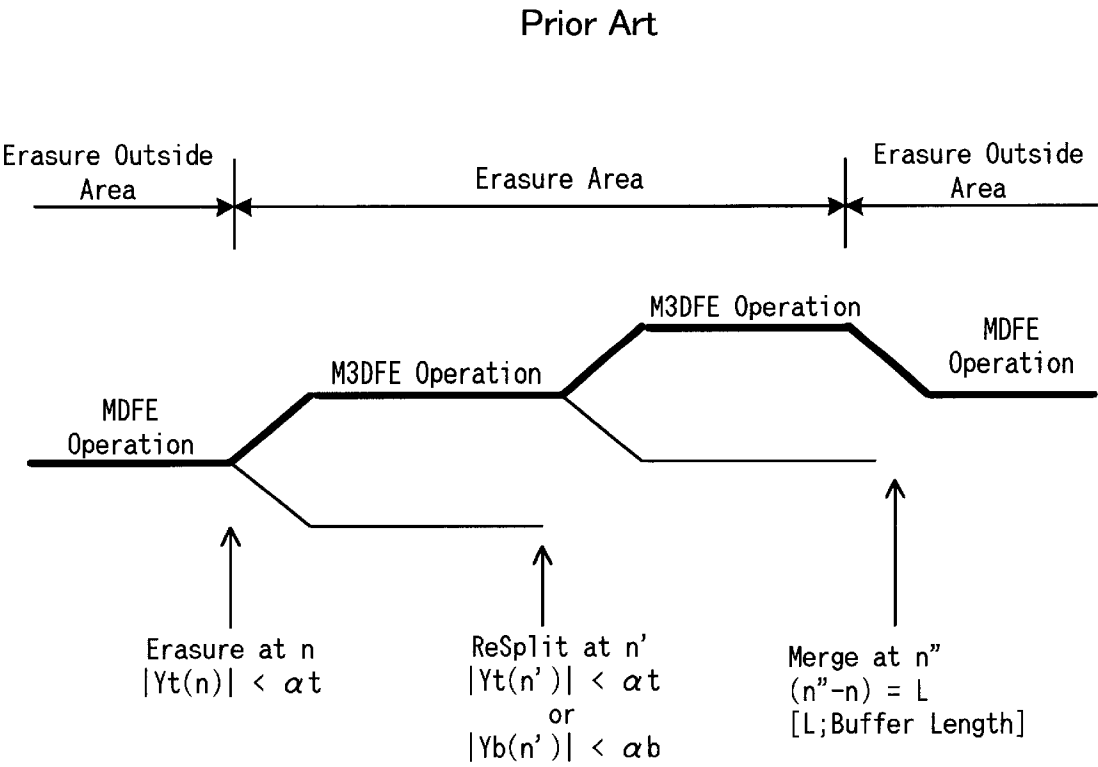 Prior Art
Erasure Outside
Area
Erasure Area
Erasure Outside
Area
M3DFE Operation
MDFE
Operation
M3DFE Operation
MDFE
Operation
Erasure at n
|Yt(n)| < αt
ReSplit at n'
|Yt(n')| < αt
or
|Yb(n')| < αb
Merge at n”
(n”-n) = L
[L;Buffer Length]